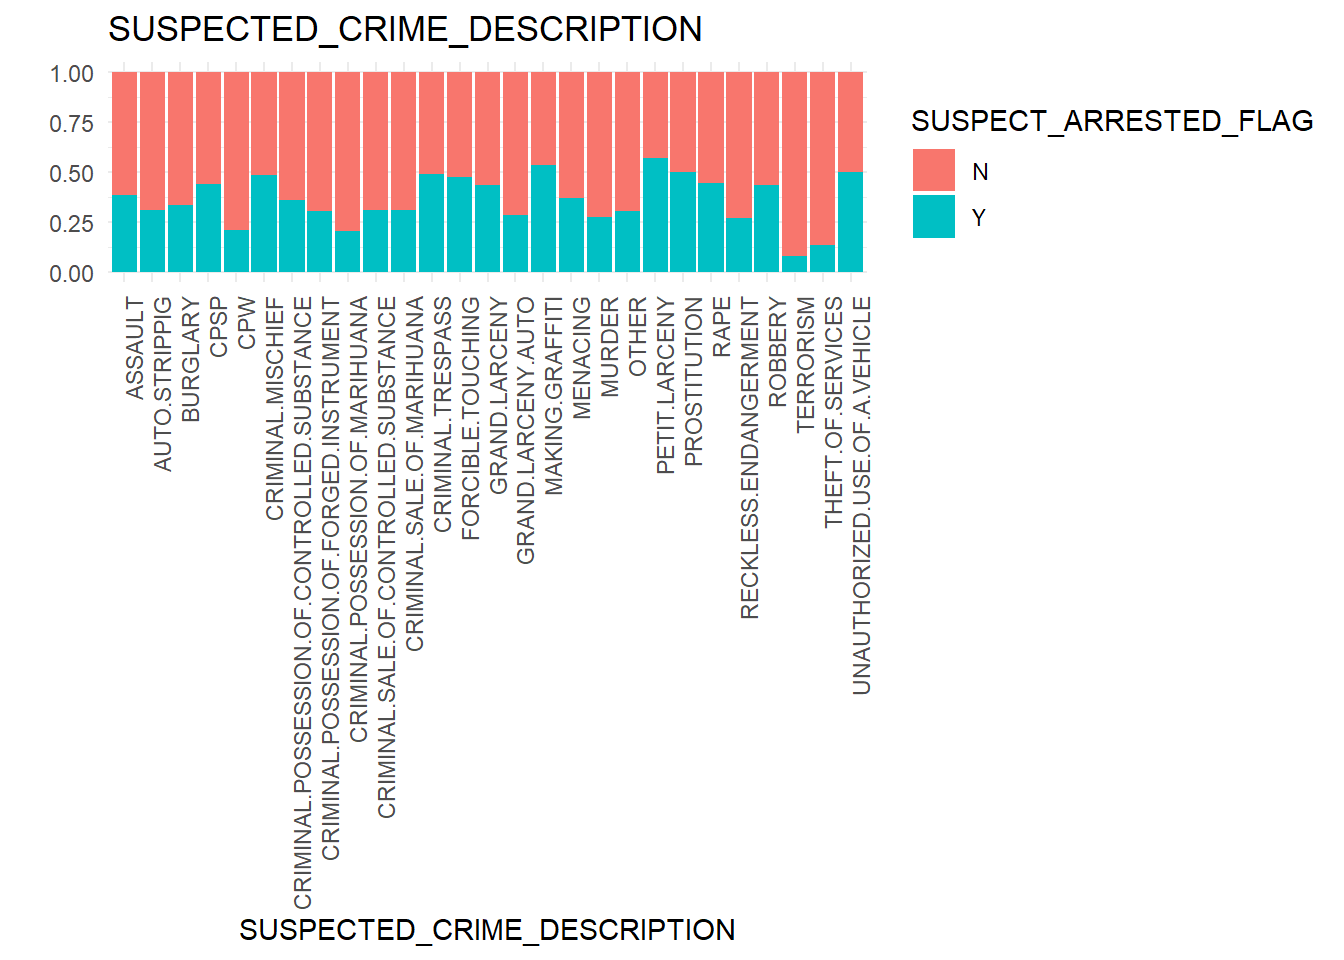 SUSPECTED_CRIME_DESCRIPTION
1.00
0.75
0.50
0.25
0.00
SUSPECT_ARRESTED_FLAG
N
Y
ASSAULT
AUTO.STRIPPIG
BURGLARY
CPSP
CPW
CRIMINAL.MISCHIEF
CRIMINAL.POSSESSION.OF.CONTROLLED.SUBSTANCE
CRIMINAL.POSSESSION.OF.FORGED.INSTRUMENT
CRIMINAL.POSSESSION.OF.MARIHUANA
CRIMINAL.SALE.OF.CONTROLLED.SUBSTANCE
CRIMINAL.SALE.OF.MARIHUANA
CRIMINAL.TRESPASS
FORCIBLE.TOUCHING
GRAND.LARCENY
GRAND.LARCENY.AUTO
MAKING.GRAFFITI
MENACING
MURDER
OTHER
PETIT.LARCENY
PROSTITUTION
RAPE
RECKLESS.ENDANGERMENT
ROBBERY
TERRORISM
THEFT.OF.SERVICES
UNAUTHORIZED.USE.OF.A.VEHICLE
SUSPECTED_CRIME_DESCRIPTION